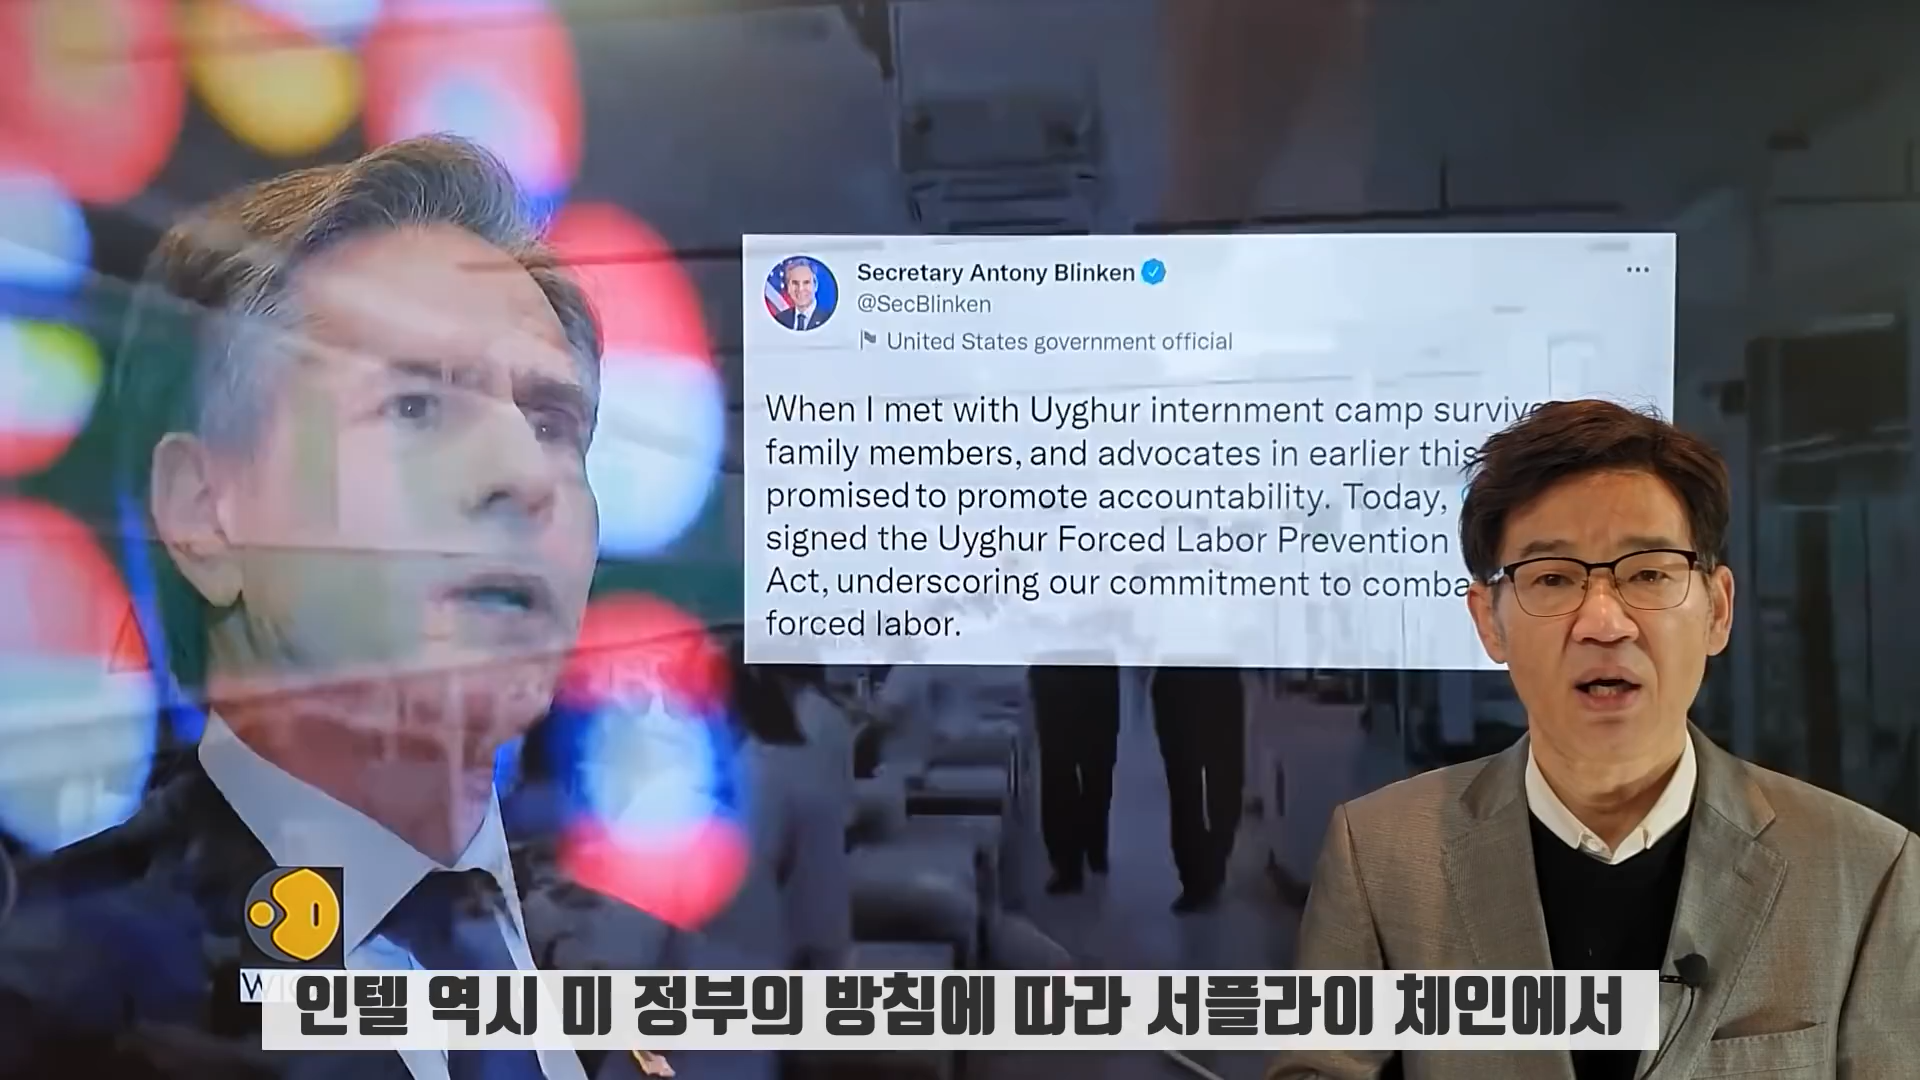 Secretary Antony Blinken
@SecBlinken
United States government official
When I met with Uyghur internment camp
family members, and advocates in earlier this
promised to promote accountability. Today,
signed the Uyghur Forced Labor Prevention
Act, underscoring our commitment to
forced labor.
인텔 역시 미 정부의 방침에 따라 서플라이 체인에서